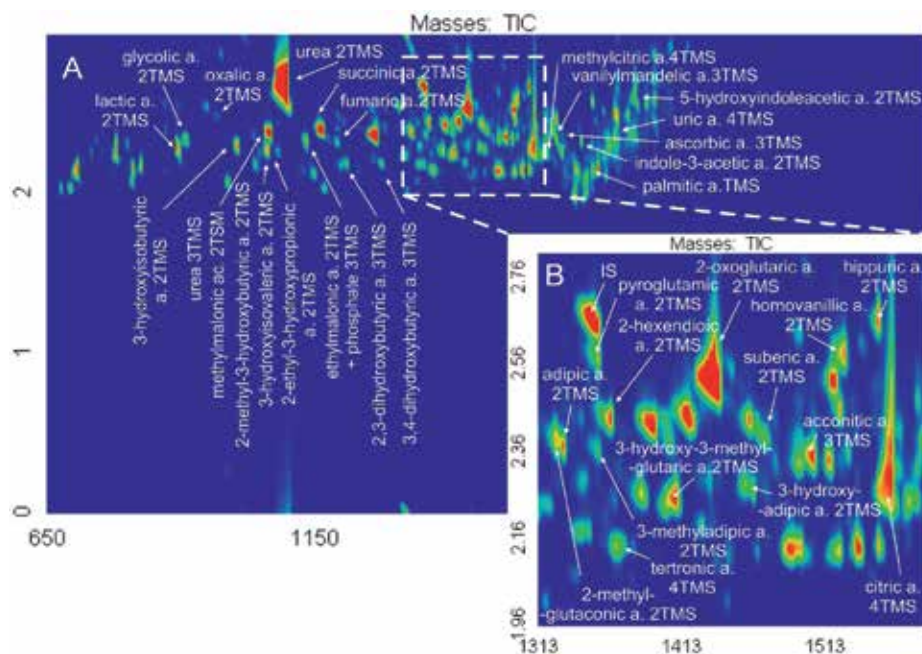 Masses: TIC
A
glycolic a.
2TMS
lactic a.
2TMS
oxalic a.
2TMS
urea 2TMS
succinic a. 2TMS
fumaric a. 2TMS
methylcitric a. 4TMS
vanilylmandelic a. 3TMS
5-hydroxyindoleacetic a. 2TMS
uric a. 4TMS
ascorbic a. 3TMS
indole-3-acetic a. 2TMS
palmitic a. TMS
3-hydroxyisobutyric
a. 2TMS
urea 3TMS
methylmalonic ac. 2TSM
2-methyl-3-hydroxybutyric a. 2TMS
3-hydroxyisovaleric a. 2TMS
2-ethyl-3-hydroxypropionic
a. 2TMS
ethylmalonic a. 2TMS
+ phosphate 3TMS
2,3-dihydroxybutyric a. 3TMS
3,4-dihydroxybutyric a. 3TMS
2
1
0
650
1150
Masses: TIC
B
IS
pyroglutamic
a. 2TMS
2-hexendioic
a. 2TMS
2-oxoglutaric a.
2TMS
hippuric a.
2TMS
homovanillic a.
2TMS
suberic a.
2TMS
adipic a.
2TMS
acconitic a.
3TMS
3-hydroxy-3-methyl-
-glutaric a. 2TMS
3-hydroxy-
-adipic a. 2TMS
3-methyladipic a.
2TMS
tertronic a.
4TMS
2-methyl-
-glutaconic a. 2TMS
citric a.
4TMS
2.76
2.56
2.36
2.16
1.96
1313
1413
1513